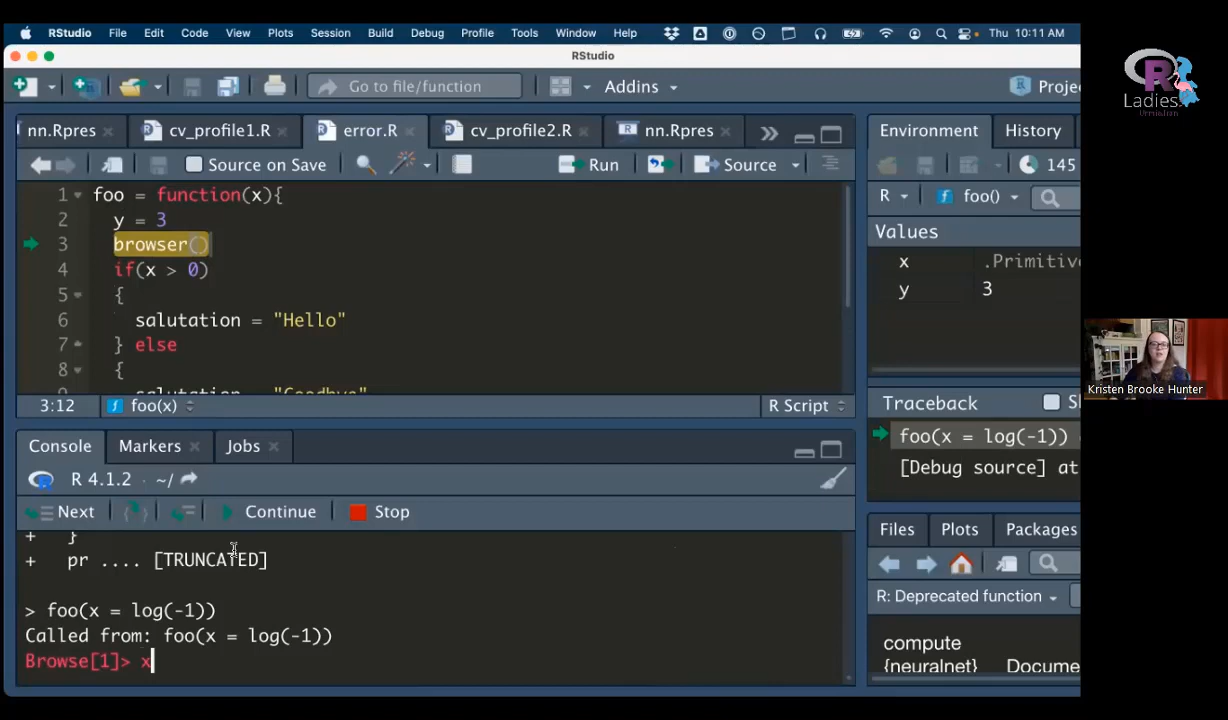 RStudio File Edit Code View Plots Session Build Debug Profile Tools Window Help Thu 10:11 AM
RStudio
Go to file/function Addins Proje
nn.Rpres cv_profile1.R error.R cv_profile2.R nn.Rpres
Source on Save Run Source
1 foo = function(x){
2 y = 3
3 browser()
4 if(x > 0)
5 {
6 salutation = "Hello"
7 } else
8 {
salutation = "Goodbye"
3:12 foo(x) R Script
Console Markers Jobs
R 4.1.2 · ~/
Next Continue Stop
+ }
+ pr .... [TRUNCATED]
> foo(x = log(-1))
Called from: foo(x = log(-1))
Browse[1]> x
Environment History
145
R foo()
Values
x .Primitiv
y 3
Traceback
foo(x = log(-1))
[Debug source] at
Files Plots Packages
R: Deprecated function
compute
{neuralnet} Docume
R
Ladies
Kristen Brooke Hunter